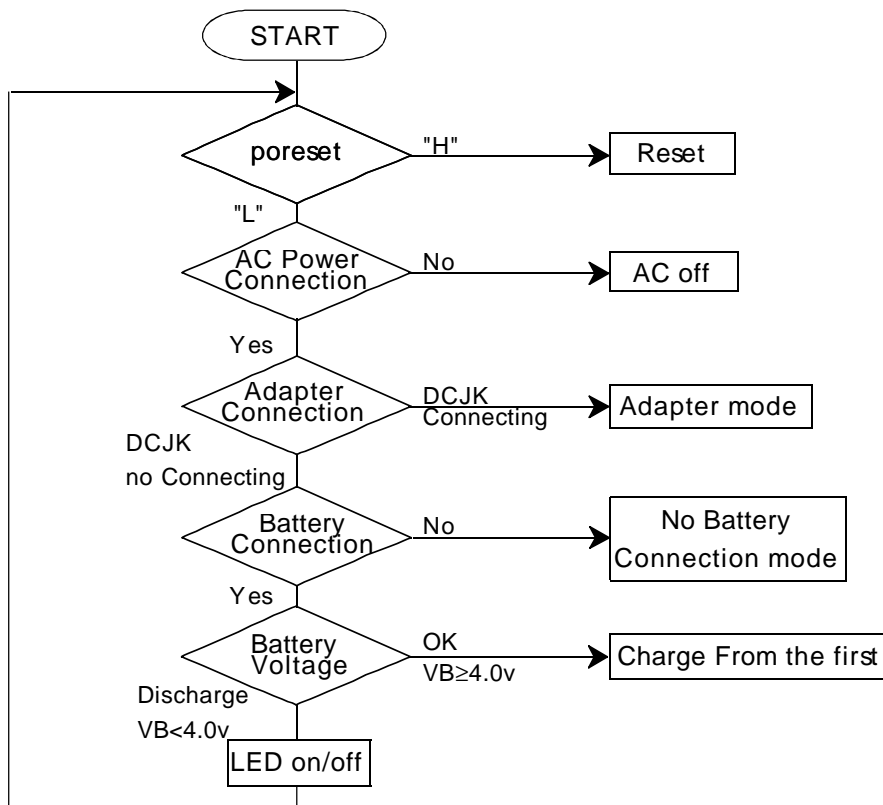 START
poreset
"H"
Reset
"L"
AC Power
Connection
No
AC off
Yes
Adapter
Connection
DCJK
Connecting
Adapter mode
DCJK
no Connecting
Battery
Connection
No
No Battery
Connection mode
Yes
Battery
Voltage
OK
VB≥4.0v
Charge From the first
Discharge
VB<4.0v
LED on/off